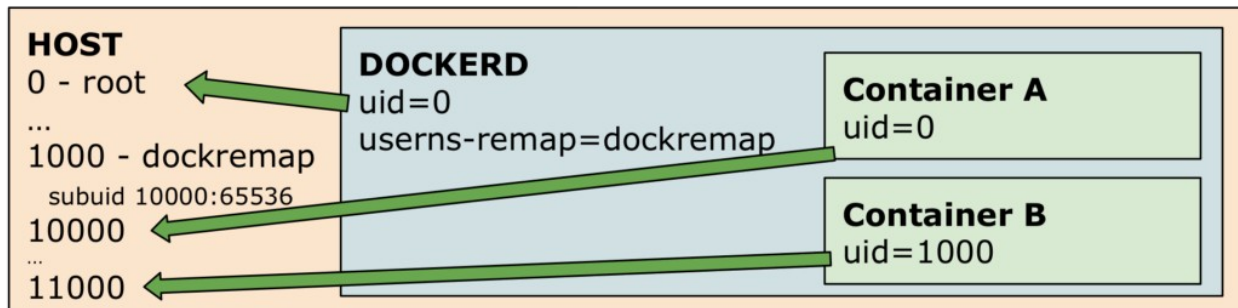 HOST
0 - root
...
1000 - dockremap
subuid 10000:65536
10000
...
11000
DOCKERD
uid=0
userns-remap=dockremap
Container A
uid=0
Container B
uid=1000